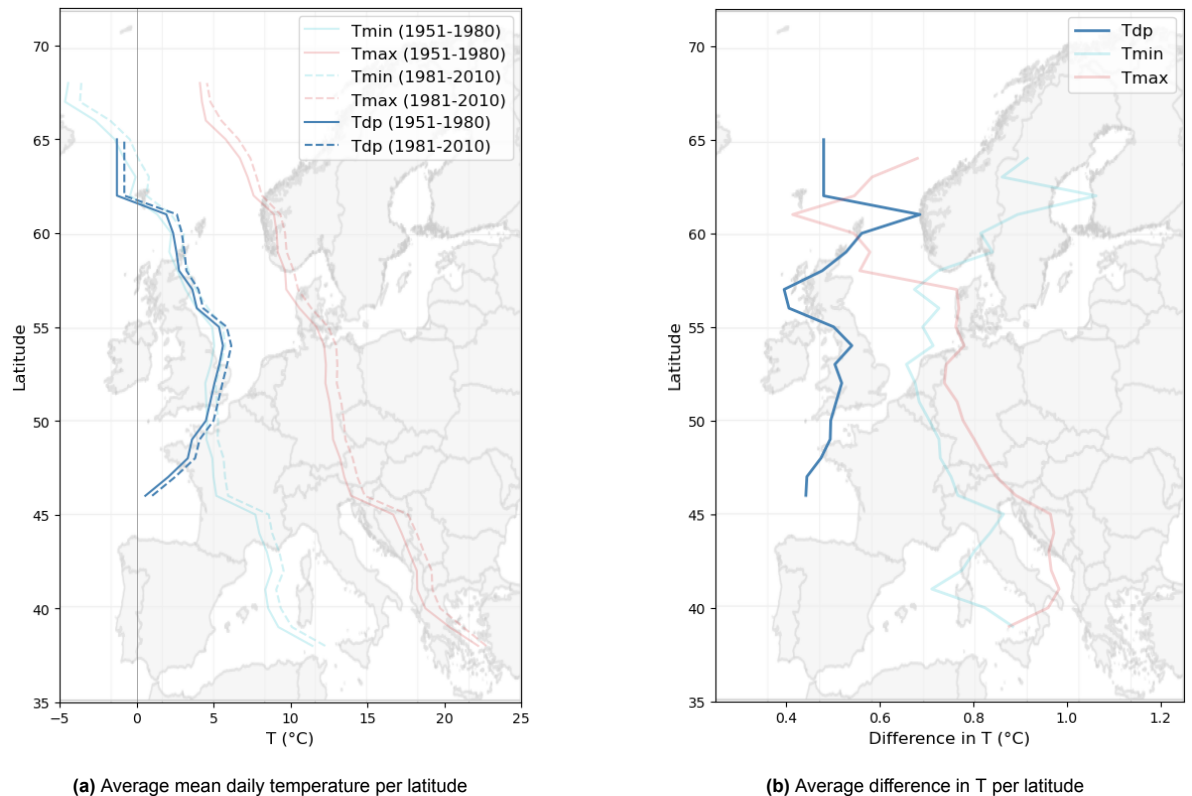 Tmin (1951-1980)
Tmax (1951-1980)
Tmin (1981-2010)
Tmax (1981-2010)
Tdp (1951-1980)
Tdp (1981-2010)
70
65
60
55
50
45
40
35
Latitude
−5
0
5
10
15
20
25
T (°C)
(a) Average mean daily temperature per latitude
Tdp
Tmin
Tmax
70
65
60
55
50
45
40
35
Latitude
0.4
0.6
0.8
1.0
1.2
Difference in T (°C)
(b) Average difference in T per latitude